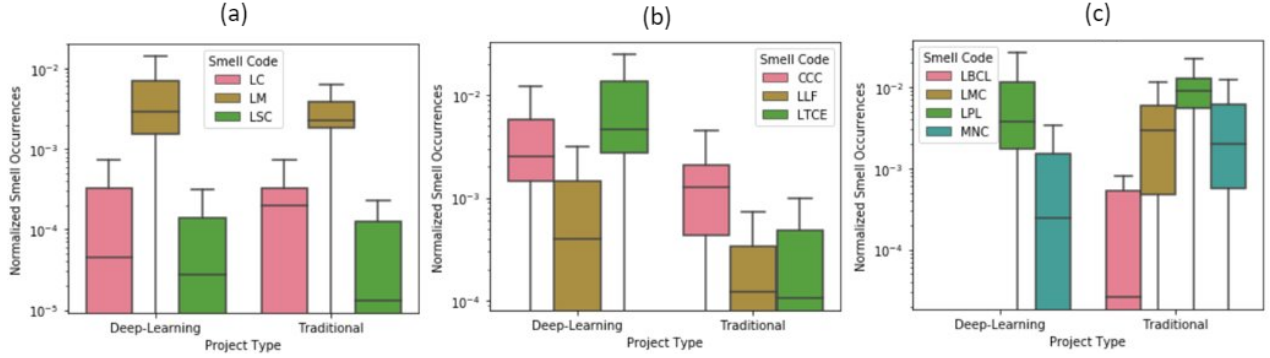 (a)
Normalized Smell Occurrences
10⁻²
10⁻³
10⁻⁴
10⁻⁵
Smell Code
LC
LM
LSC
Deep-Learning
Traditional
Project Type
(b)
Normalized Smell Occurrences
10⁻²
10⁻³
10⁻⁴
Smell Code
CCC
LLF
LTCE
Deep-Learning
Traditional
Project Type
(c)
Normalized Smell Occurrences
10⁻²
10⁻³
10⁻⁴
Smell Code
LBCL
LMC
LPL
MNC
Deep-Learning
Traditional
Project Type